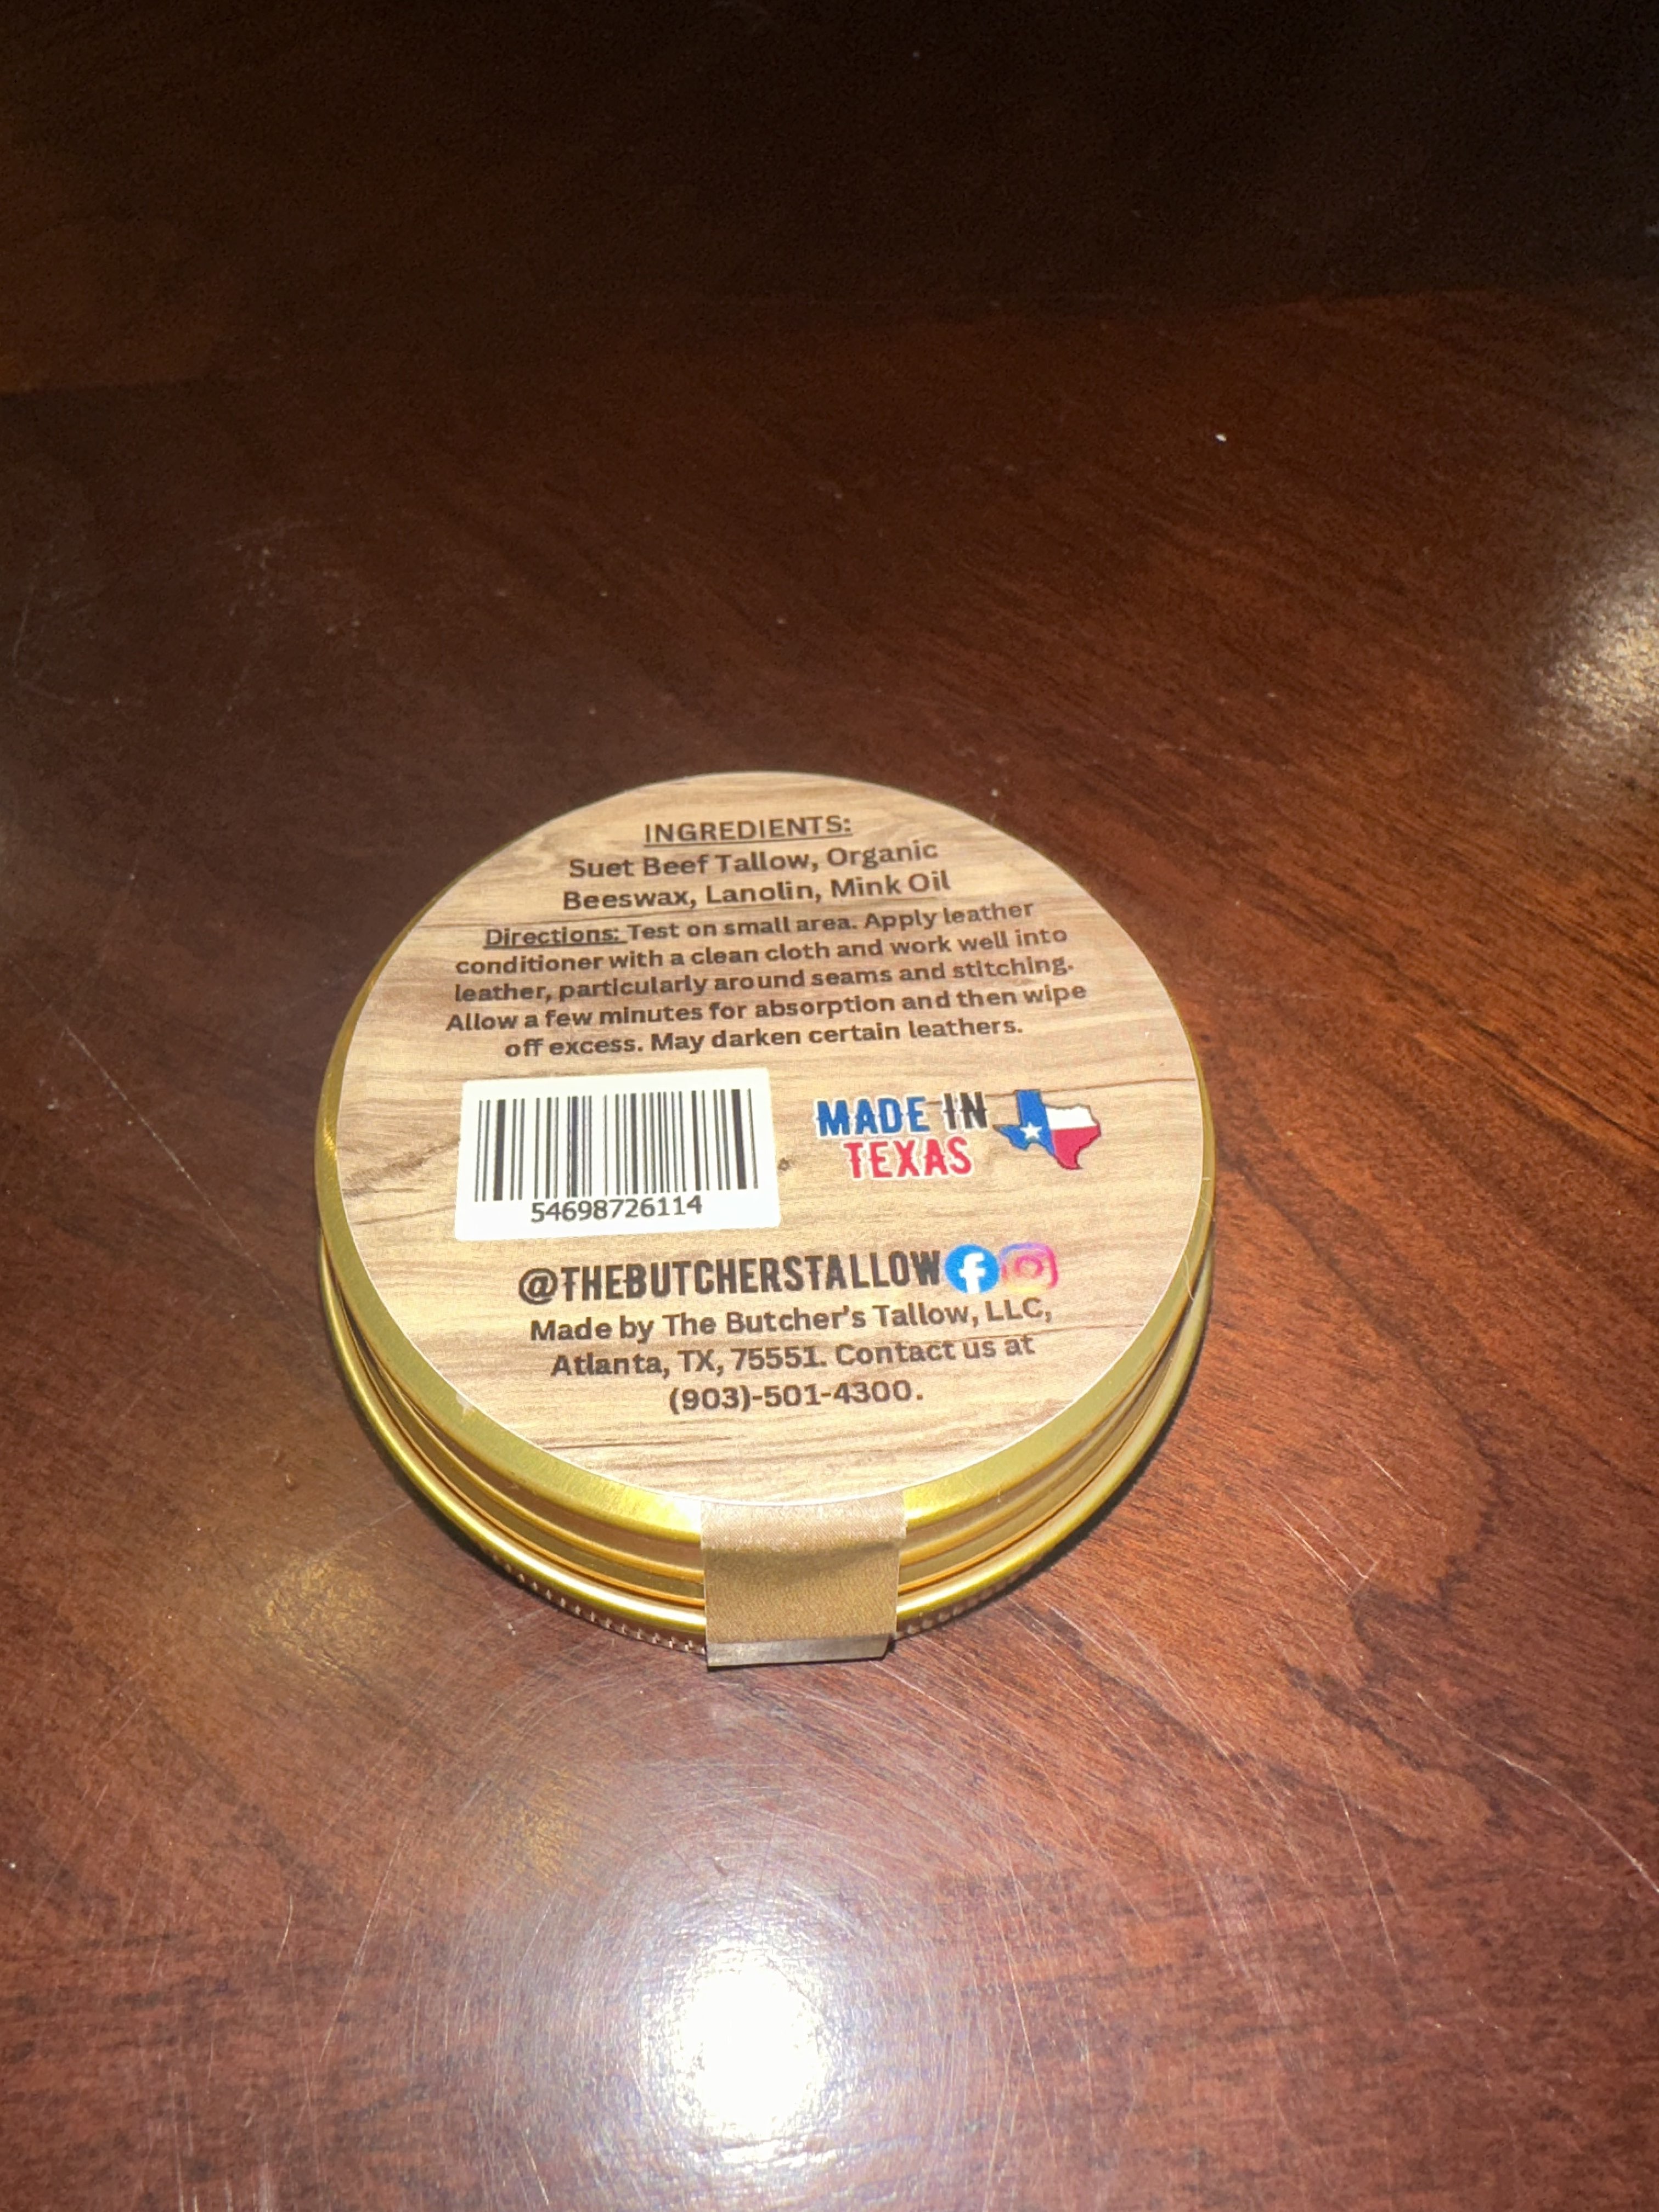 INGREDIENTS:
Suet Beef Tallow, Organic
Beeswax, Lanolin, Mink Oil
Directions: Test on small area. Apply leather
conditioner with a clean cloth and work well into
leather, particularly around seams and stitching.
Allow a few minutes for absorption and then wipe
off excess. May darken certain leathers.
54698726114
MADE IN
TEXAS
@THEBUTCHERSTALLOW
Made by The Butcher's Tallow, LLC,
Atlanta, TX, 75551. Contact us at
(903)-501-4300.